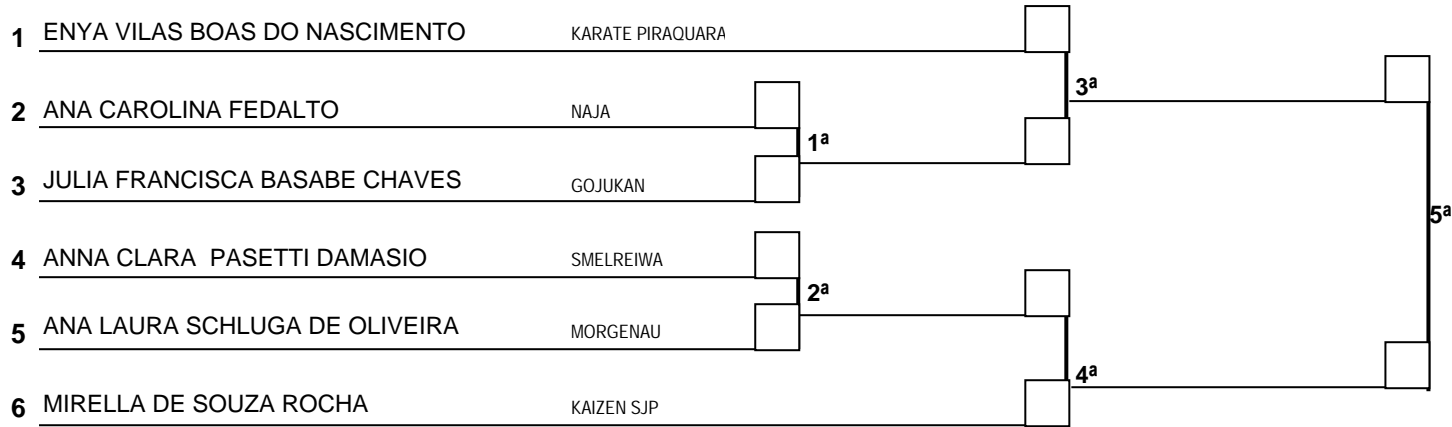 1 ENYA VILAS BOAS DO NASCIMENTO KARATE PIRAQUARA
3ª
2 ANA CAROLINA FEDALTO NAJA
1ª
3 JULIA FRANCISCA BASABE CHAVES GOJUKAN
5ª
4 ANNA CLARA  PASETTI DAMASIO SMELREIWA
2ª
5 ANA LAURA SCHLUGA DE OLIVEIRA MORGENAU
4ª
6 MIRELLA DE SOUZA ROCHA KAIZEN SJP